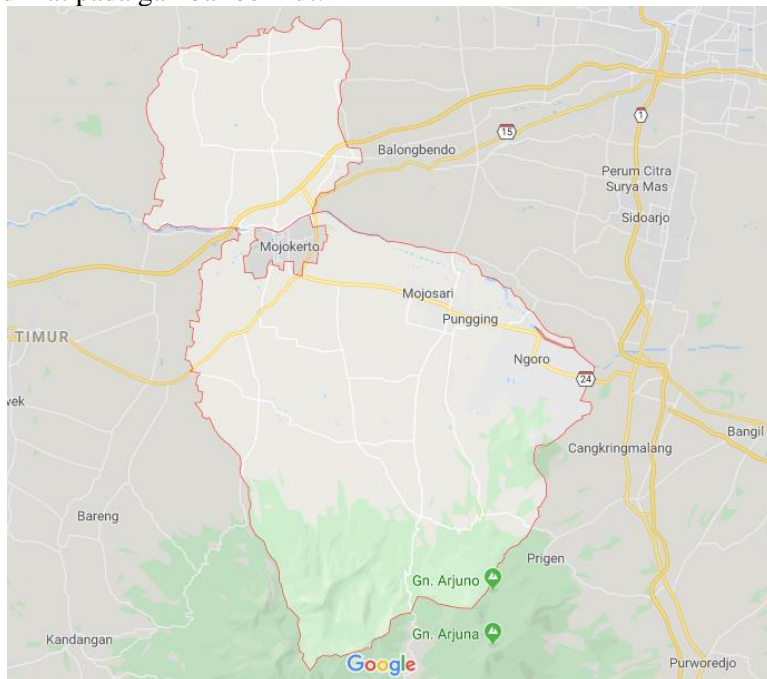 15
1
Balongbendo
Perum Citra
Surya Mas
Sidoarjo
Mojokerto
Mojosari
Pungging
TIMUR
Ngoro
24
Bangil
Cangkringmalang
Bareng
Prigen
Gn. Arjuno
Gn. Arjuna
Kandangan
Google
Purworedjo